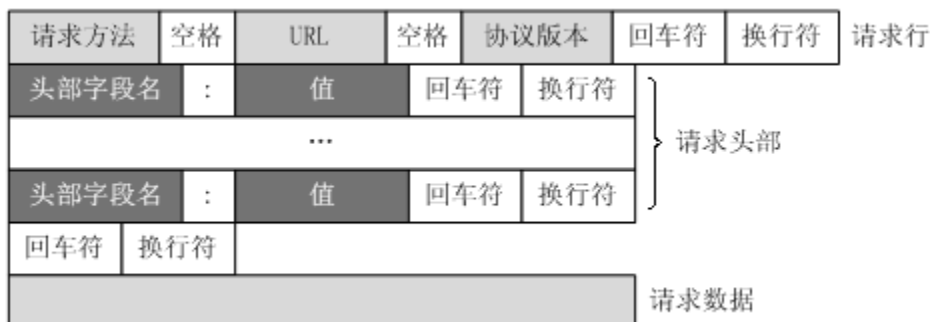 请求方法 空格 URL 空格 协议版本 回车符 换行符 请求行
头部字段名 : 值 回车符 换行符
… 请求头部
头部字段名 : 值 回车符 换行符
回车符 换行符
请求数据